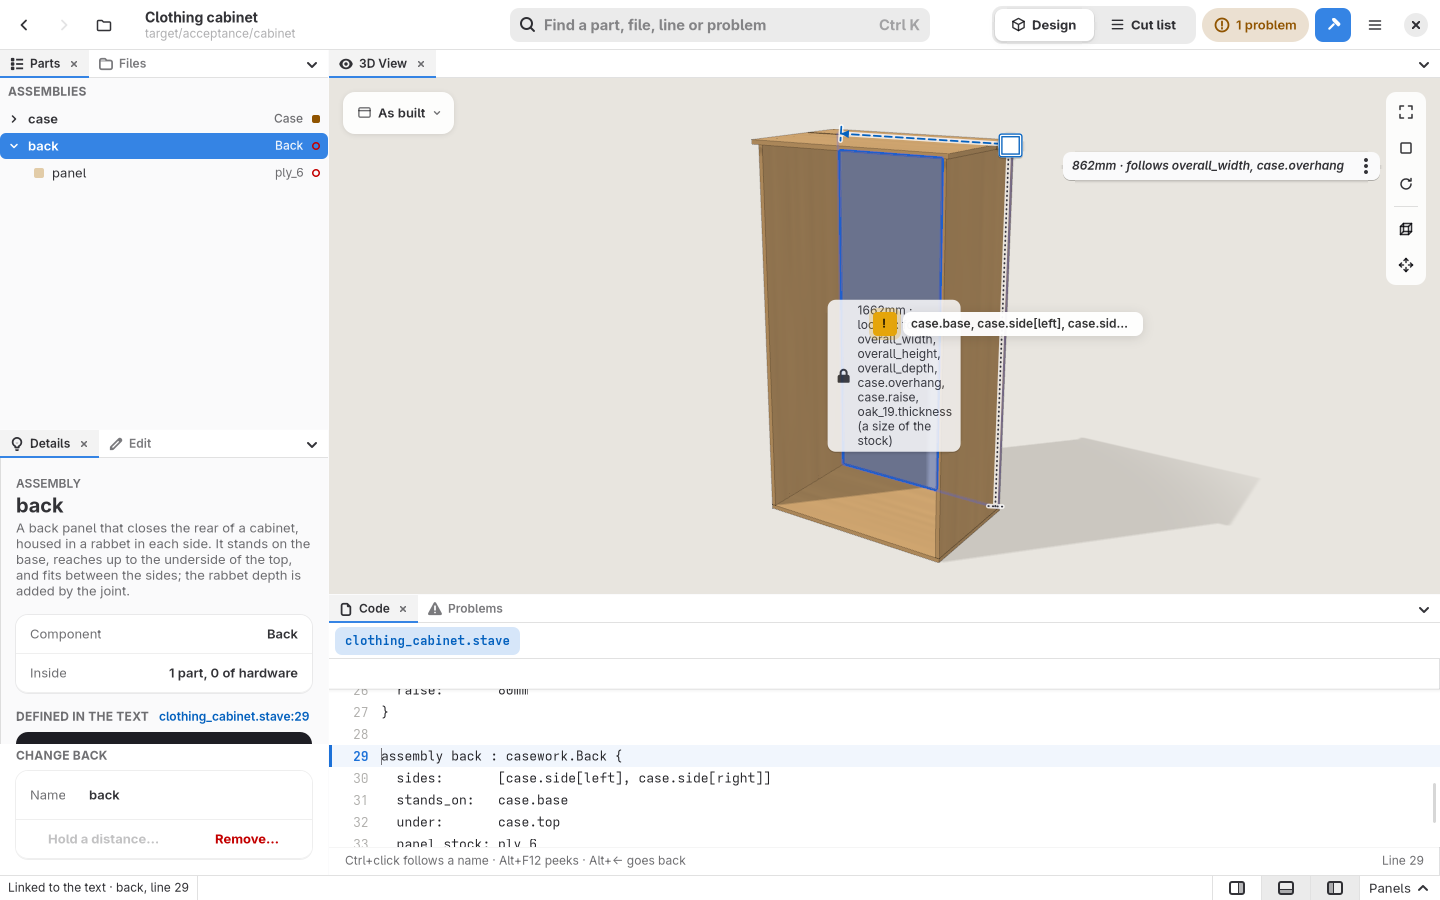 Clothing cabinet
target/acceptance/cabinet
Find a part, file, line or problem
Ctrl K
Design
Cut list
1 problem
Parts
Files
3D View
ASSEMBLIES
case
Case
back
Back
panel
ply_6
As built
862mm · follows overall_width, case.overhang
1662mm ·
overall_width,
overall_height,
overall_depth,
case.overhang,
case.raise,
oak_19.thickness
(a size of the
stock)
!
case.base, case.side[left], case.sid...
Details
Edit
ASSEMBLY
back
A back panel that closes the rear of a cabinet,
housed in a rabbet in each side. It stands on the
base, reaches up to the underside of the top,
and fits between the sides; the rabbet depth is
added by the joint.
Component
Back
Inside
1 part, 0 of hardware
DEFINED IN THE TEXT
clothing_cabinet.stave:29
CHANGE BACK
Name
back
Hold a distance...
Remove...
Code
Problems
clothing_cabinet.stave
26 raise: 60mm
27 }
28
29 assembly back : casework.Back {
30 sides: [case.side[left], case.side[right]]
31 stands_on: case.base
32 under: case.top
33 panel_stock: ply_6
Ctrl+click follows a name · Alt+F12 peeks · Alt+← goes back
Line 29
Linked to the text · back, line 29
Panels